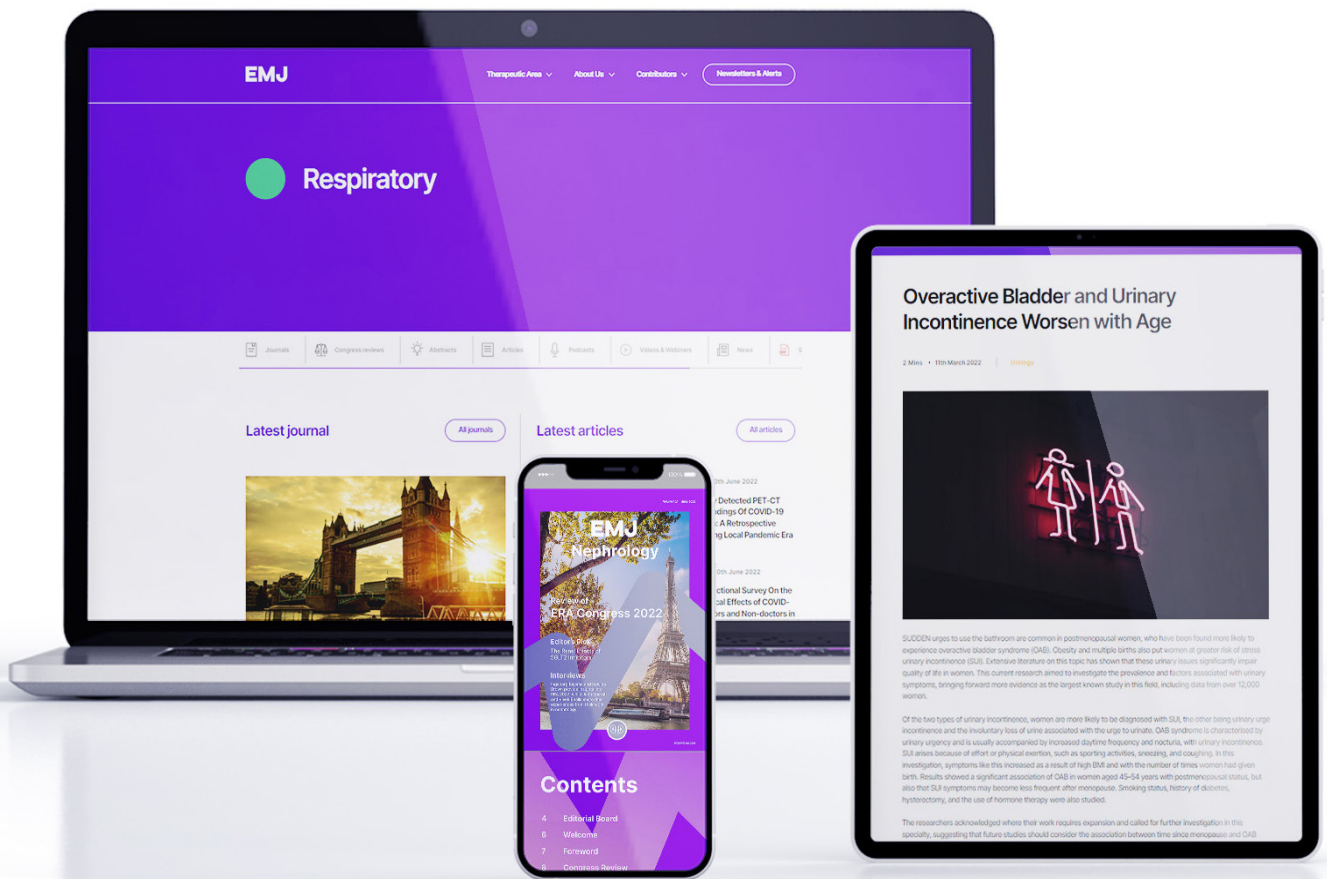 EMJ
Therapeutic Area
About Us
Contributors
Newsletters & Alerts
Respiratory
Journals
Congress reviews
Abstracts
Articles
Podcasts
Videos & Webinars
News
Latest journal
All journals
Latest articles
All articles
0th June 2022
Detected PET-CT
dings Of COVID-19
: A Retrospective
ng Local Pandemic Era
0th June 2022
ctional Survey On the
cal Effects of COVID-
ors and Non-doctors in
100%
EMJ
Nephrology
Review of
ERA Congress 2022
Editor's Pick
Interviews
Contents
4 Editorial Board
6 Welcome
7 Foreword
8 Congress Review
Overactive Bladder and Urinary
Incontinence Worsen with Age
2 Mins • 11th March 2022
Urology
SUDDEN urges to use the bathroom are common in postmenopausal women, who have been found more likely to
experience overactive bladder syndrome (OAB). Obesity and multiple births also put women at greater risk of stress
urinary incontinence (SUI). Extensive literature on this topic has shown that these urinary issues significantly impair
quality of life in women. This current research aimed to investigate the prevalence and factors associated with urinary
symptoms, bringing forward more evidence as the largest known study in this field, including data from over 12,000
woman.
Of the two types of urinary incontinence, women are more likely to be diagnosed with SUI, the other being urinary urge
incontinence and the involuntary loss of urine associated with the urge to urinate. OAB syndrome is characterised by
urinary urgency and is usually accompanied by increased daytime frequency and nocturia, with urinary incontinence.
SUI arises because of effort or physical exertion, such as sporting activities, sneezing, and coughing. In this
investigation, symptoms like this increased as a result of high BMI and with the number of times women had given
birth. Results showed a significant association of OAB in women aged 45–54 years with postmenopausal status, but
also that SUI symptoms may become less frequent after menopause. Smoking status, history of diabetes,
hysterectomy, and the use of hormone therapy were also studied.
The researchers acknowledged where their work requires expansion and called for further investigation in this
specially, suggesting that future studies should consider the association between time since menopause and OAB